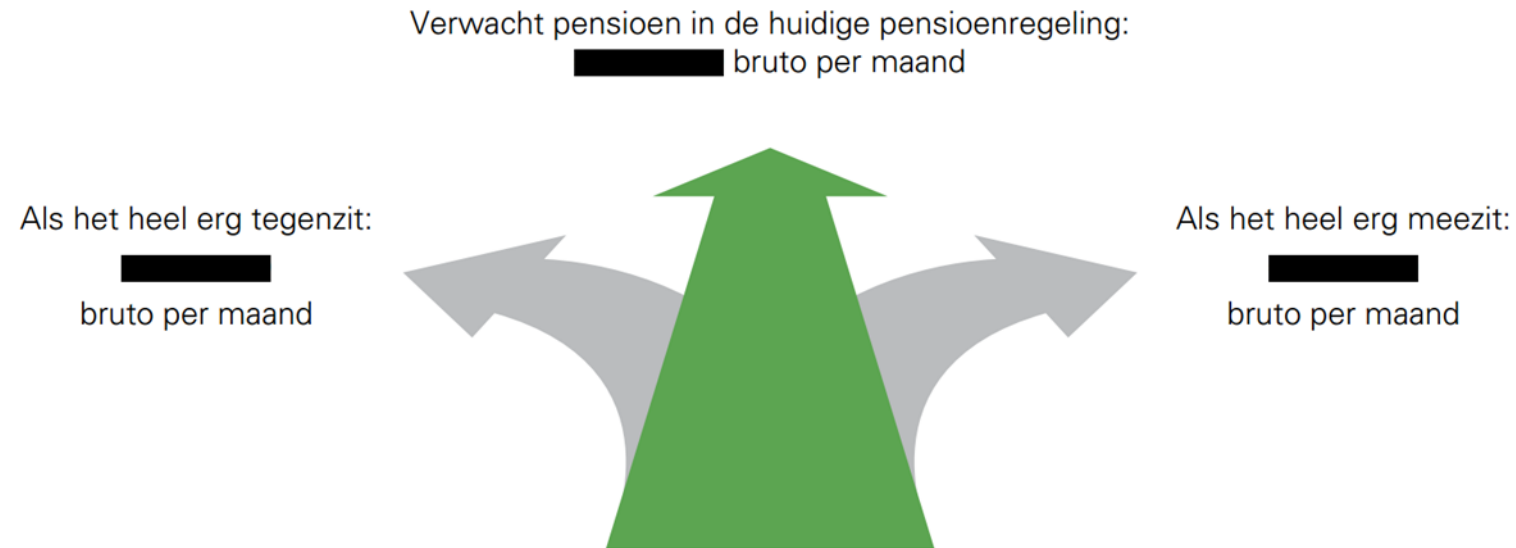 Verwacht pensioen in de huidige pensioenregeling:
bruto per maand
Als het heel erg tegenzit:
bruto per maand
Als het heel erg meezit:
bruto per maand